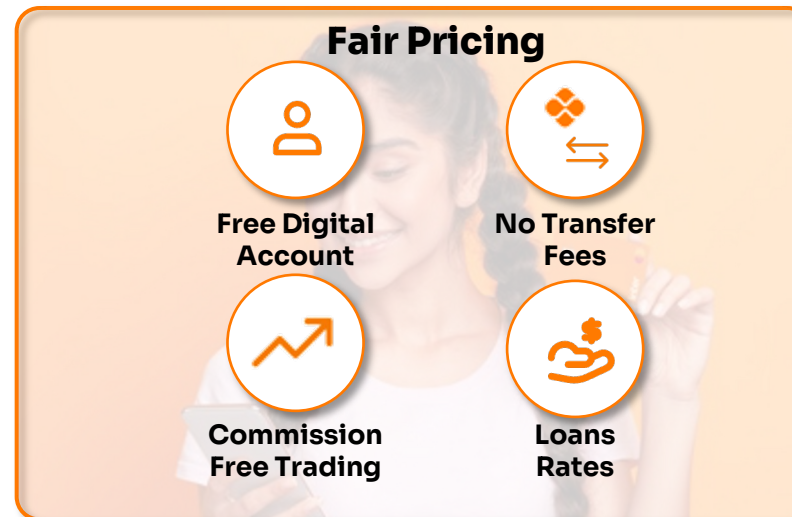 Fair Pricing
Free Digital
Account
No Transfer
Fees
Commission
Free Trading
Loans
Rates